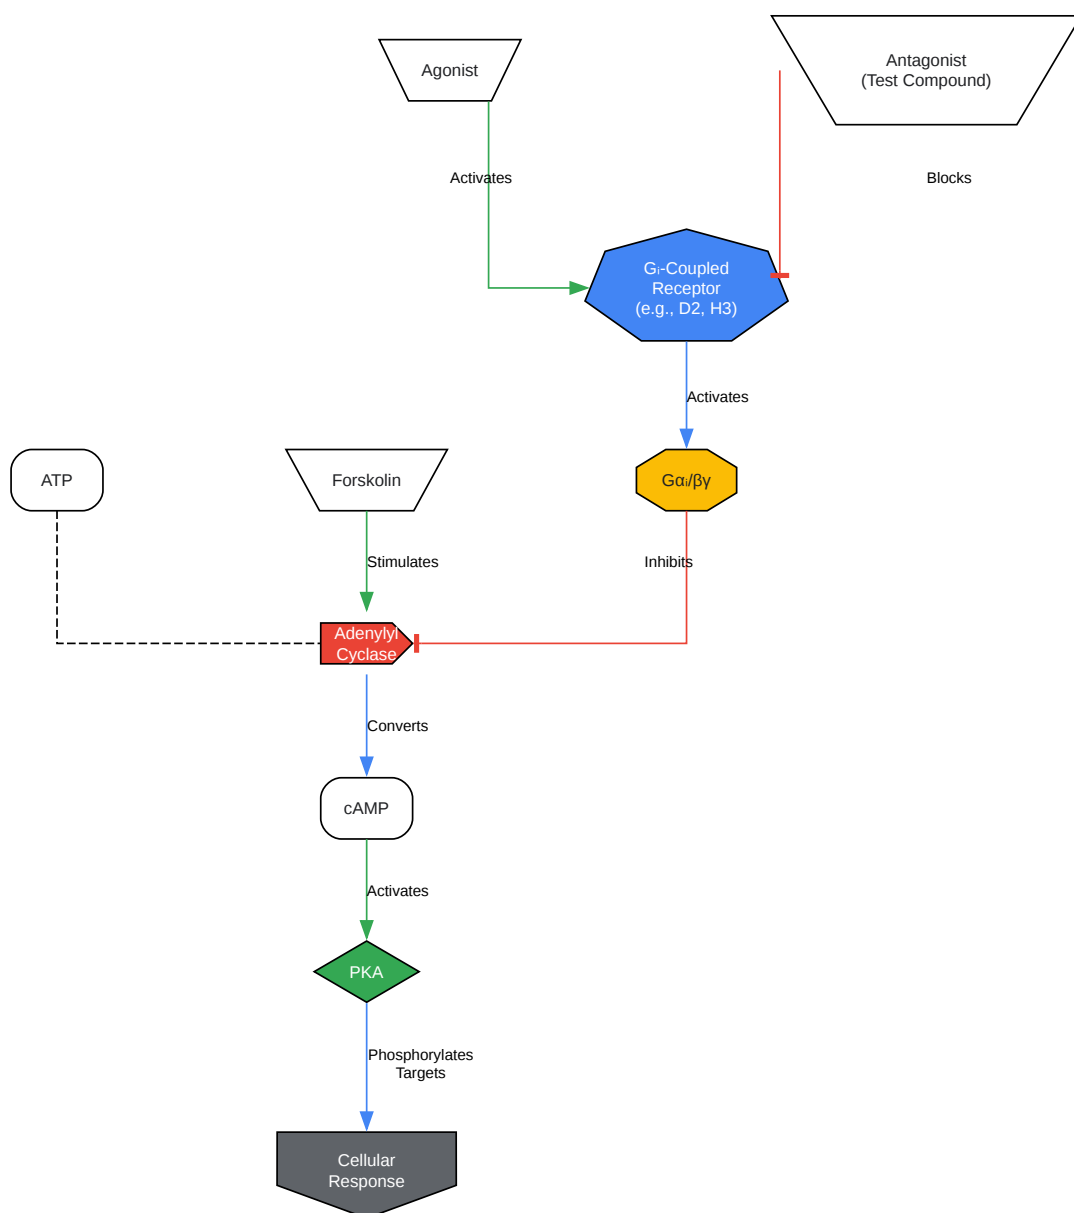 Agonist
Antagonist
(Test Compound)
Activates
Blocks
Gᵢ-Coupled
Receptor
(e.g., D2, H3)
Activates
ATP
Forskolin
Gαᵢ/βγ
Stimulates
Inhibits
Adenylyl
Cyclase
Converts
cAMP
Activates
PKA
Phosphorylates
Targets
Cellular
Response